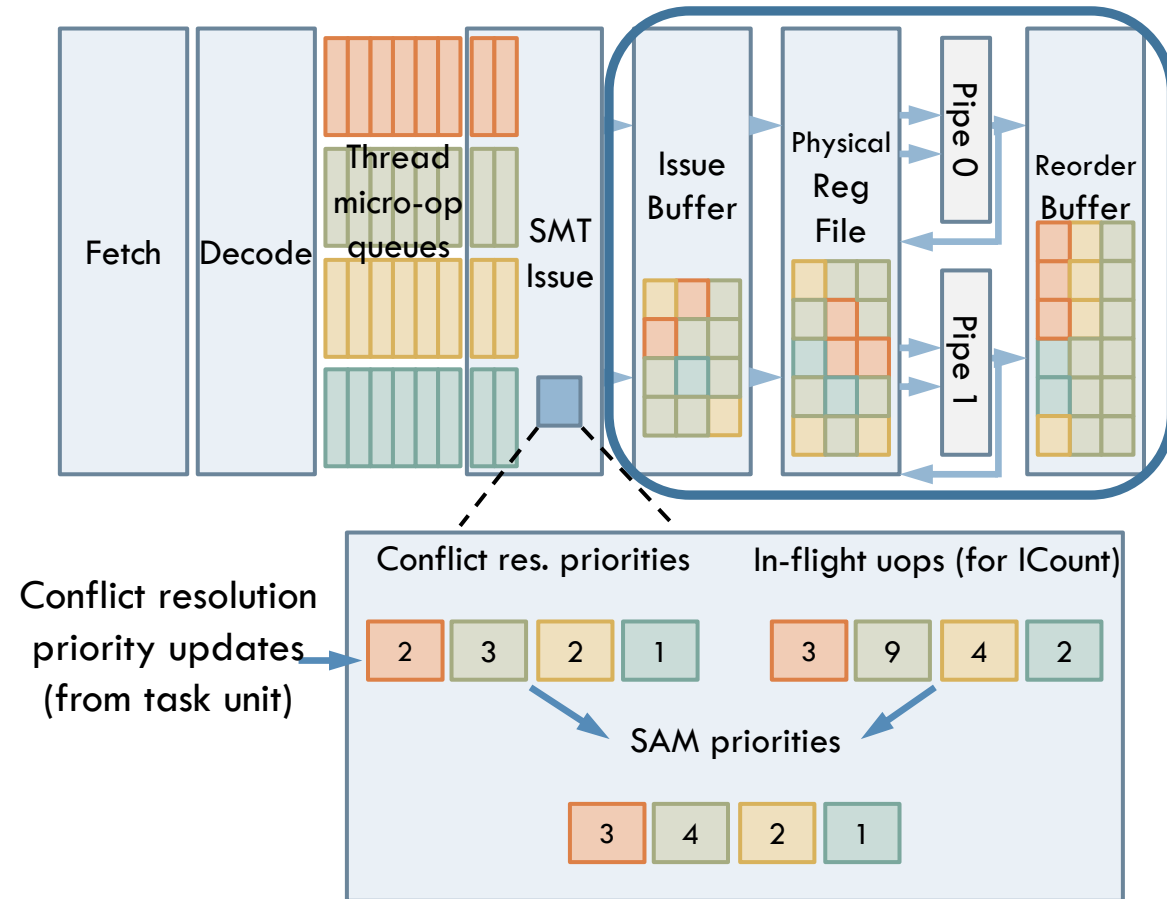 Fetch
Decode
Thread
micro-op
queues
SMT
Issue
Issue
Buffer
Physical
Reg
File
Pipe 0
Pipe 1
Reorder
Buffer
Conflict resolution
priority updates
(from task unit)
Conflict res. priorities
2 3 2 1
In-flight uops (for ICount)
3 9 4 2
SAM priorities
3 4 2 1